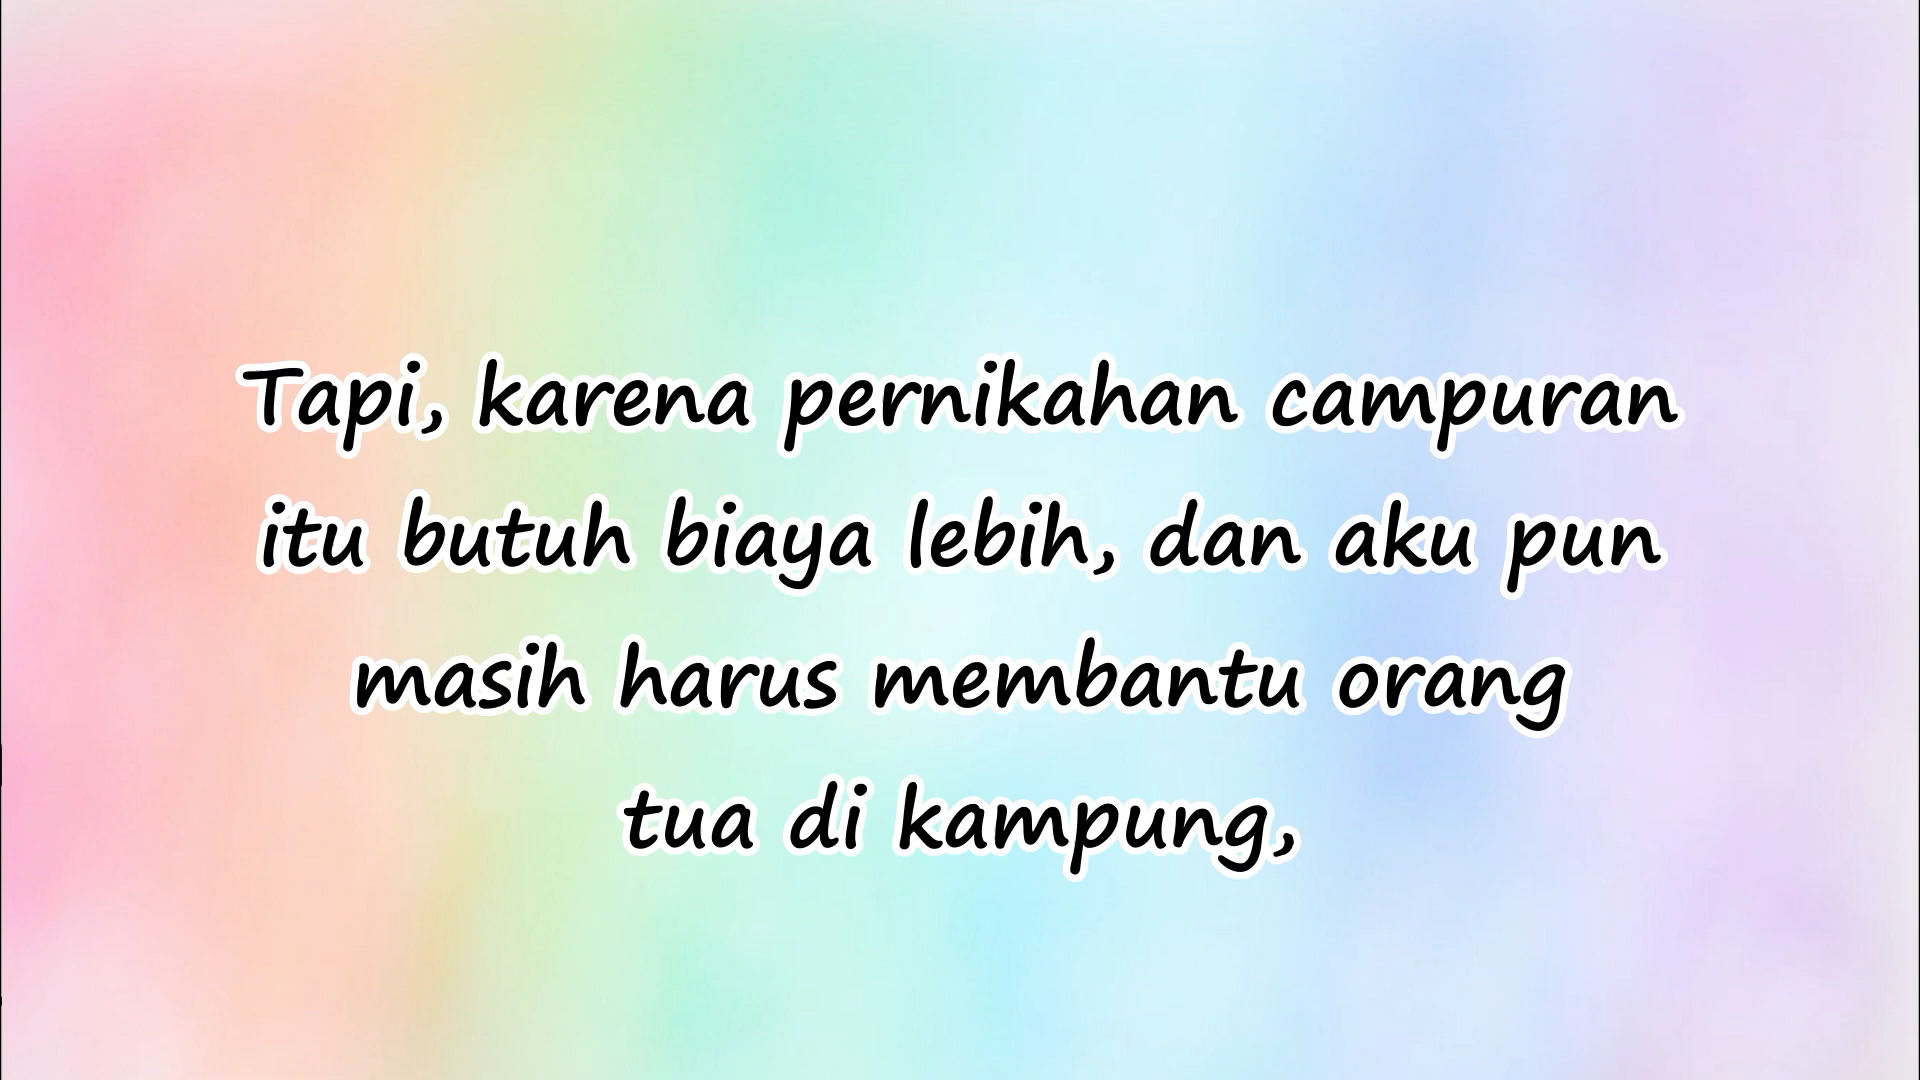 Tapi, karena pernikahan campuran
itu butuh biaya lebih, dan aku pun
masih harus membantu orang
tua di kampung,